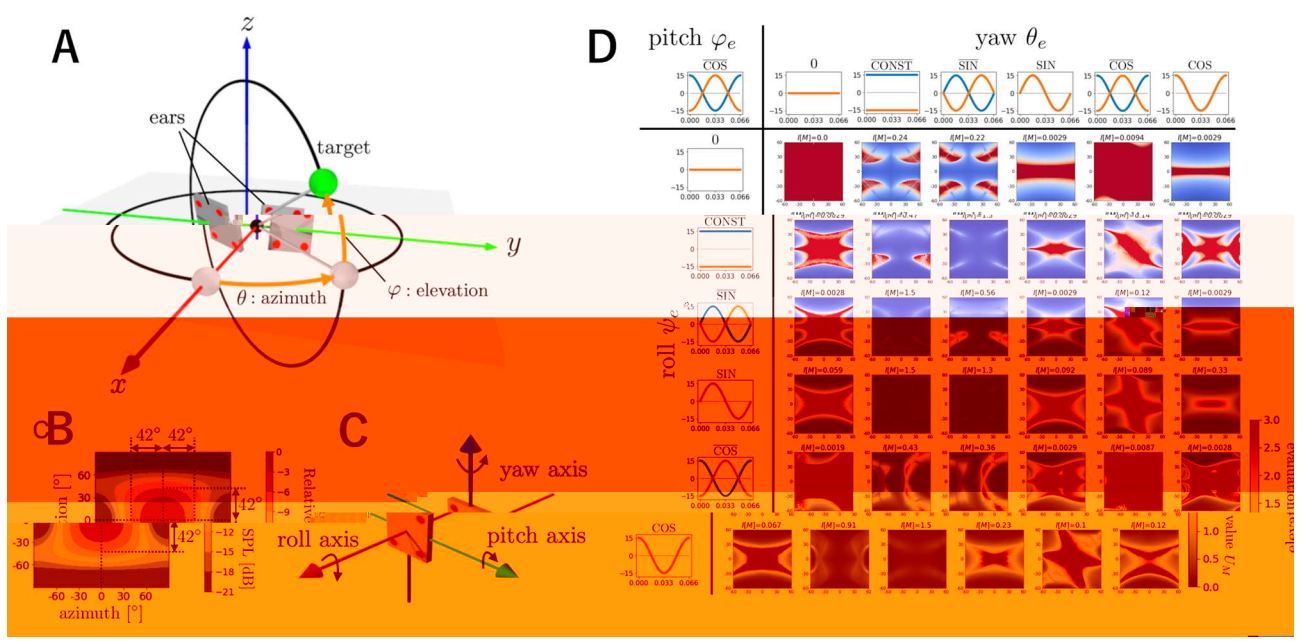 A
z
ears
target
y
θ : azimuth
φ : elevation
x
B
42° 42°
60
30
0
-30
-60
42°
42°
-60 -30 0 30 60
azimuth [°]
0
−3
−6
−9
−12
−15
−18
−21
Relative
SPL [dB]
C
yaw axis
roll axis
pitch axis
D
pitch φe
yaw θe
COS
0
CONST
SIN
SIN
COS
COS
15
0
−15
0.000 0.033 0.066
roll ψe
0
I[M]=0.0 I[M]=0.24 I[M]=0.22 I[M]=0.0029 I[M]=0.0094 I[M]=0.0029
CONST
SIN
I[M]=0.0028 I[M]=1.5 I[M]=0.56 I[M]=0.0029 I[M]=0.12 I[M]=0.0029
SIN
I[M]=0.059 I[M]=1.5 I[M]=1.3 I[M]=0.092 I[M]=0.089 I[M]=0.33
COS
I[M]=0.0019 I[M]=0.43 I[M]=0.36 I[M]=0.0029 I[M]=0.0087 I[M]=0.0028
COS
I[M]=0.067 I[M]=0.91 I[M]=1.5 I[M]=0.23 I[M]=0.1 I[M]=0.12
3.0
2.5
2.0
1.5
1.0
0.5
0.0
value UM